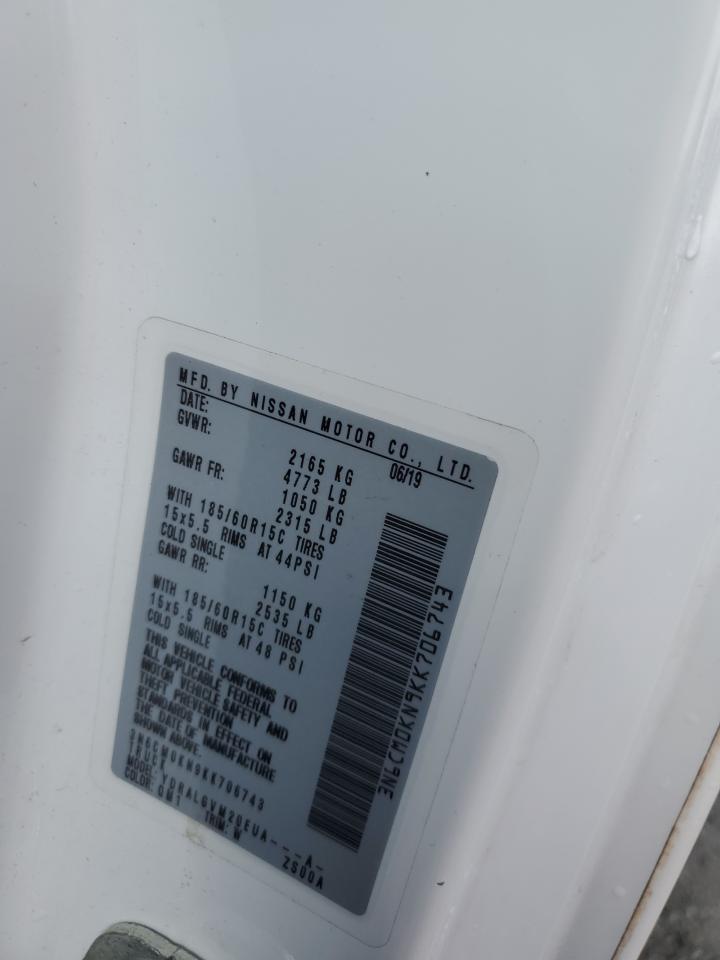 MFD. BY NISSAN MOTOR CO., LTD.
DATE: 06/19
GVWR: 2165 KG
4773 LB
GAWR FR: 1050 KG
2315 LB
WITH 185/60R15C TIRES
15x5.5 RIMS AT 44PSI
COLD SINGLE
GAWR RR: 1150 KG
2535 LB
WITH 185/60R15C TIRES
15x5.5 RIMS AT 48 PSI
COLD SINGLE
THIS VEHICLE CONFORMS TO
ALL APPLICABLE FEDERAL
MOTOR VEHICLE SAFETY AND
THEFT PREVENTION
STANDARDS IN EFFECT ON
THE DATE OF MANUFACTURE
SHOWN ABOVE.
3N6CM0KN9KK706743
TRUCK
MODEL: YDRALGVM20EUA---A-
COLOR: QM1 TRIM: W ZS00A
3N6CM0KN9KK706743